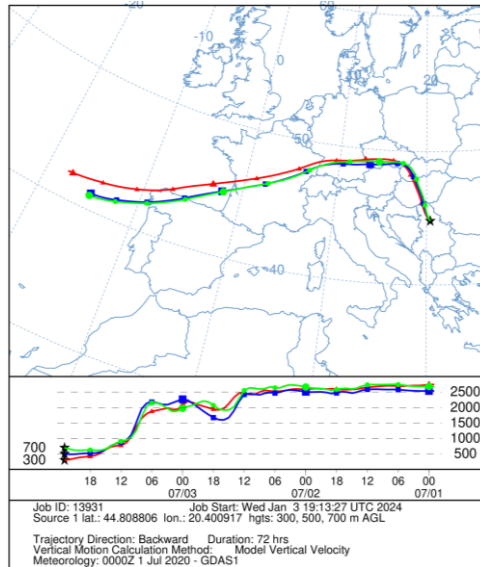 -20
60
-10
0
20
50
40
700
300
2500
2000
1500
1000
500
18 12 06 00 18 12 06 00 18 12 06 00
07/03 07/02 07/01
Job ID: 13931 Job Start: Wed Jan 3 19:13:27 UTC 2024
Source 1 lat.: 44.808806 lon.: 20.400917 hgts: 300, 500, 700 m AGL
Trajectory Direction: Backward Duration: 72 hrs
Vertical Motion Calculation Method: Model Vertical Velocity
Meteorology: 0000Z 1 Jul 2020 - GDAS1